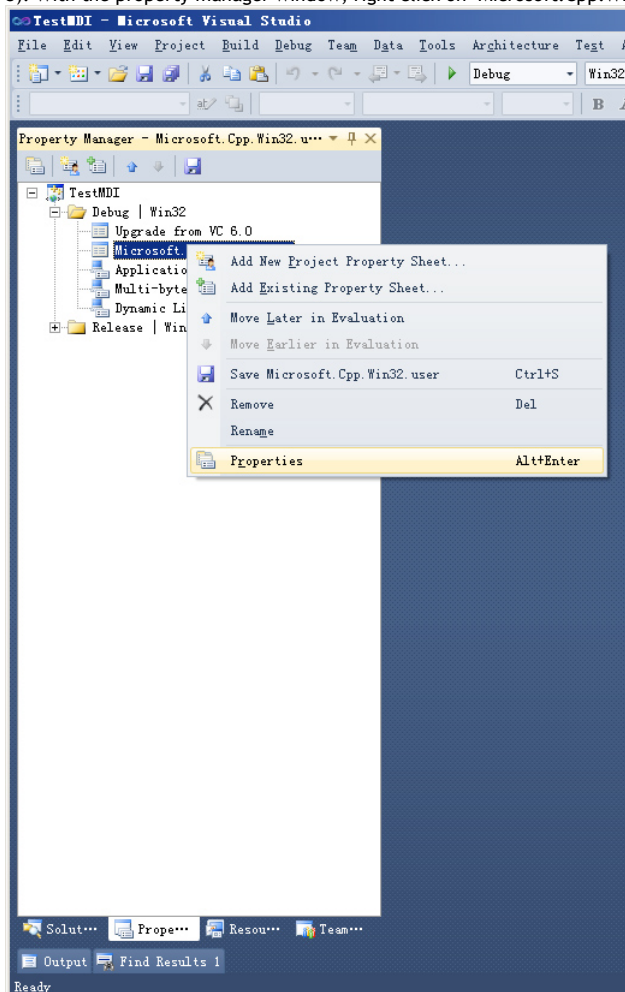 TestMDI - Microsoft Visual Studio
File Edit View Project Build Debug Team Data Tools Architecture Test
Debug Win32
B
Property Manager - Microsoft.Cpp.Win32.u...
TestMDI
Debug | Win32
Upgrade from VC 6.0
Microsoft.
Applicatio
Multi-byte
Dynamic Li
Release | Win
Add New Project Property Sheet...
Add Existing Property Sheet...
Move Later in Evaluation
Move Earlier in Evaluation
Save Microsoft.Cpp.Win32.user Ctrl+S
Remove Del
Rename
Properties Alt+Enter
Solut... Prope... Resou... Team...
Output Find Results 1
Ready